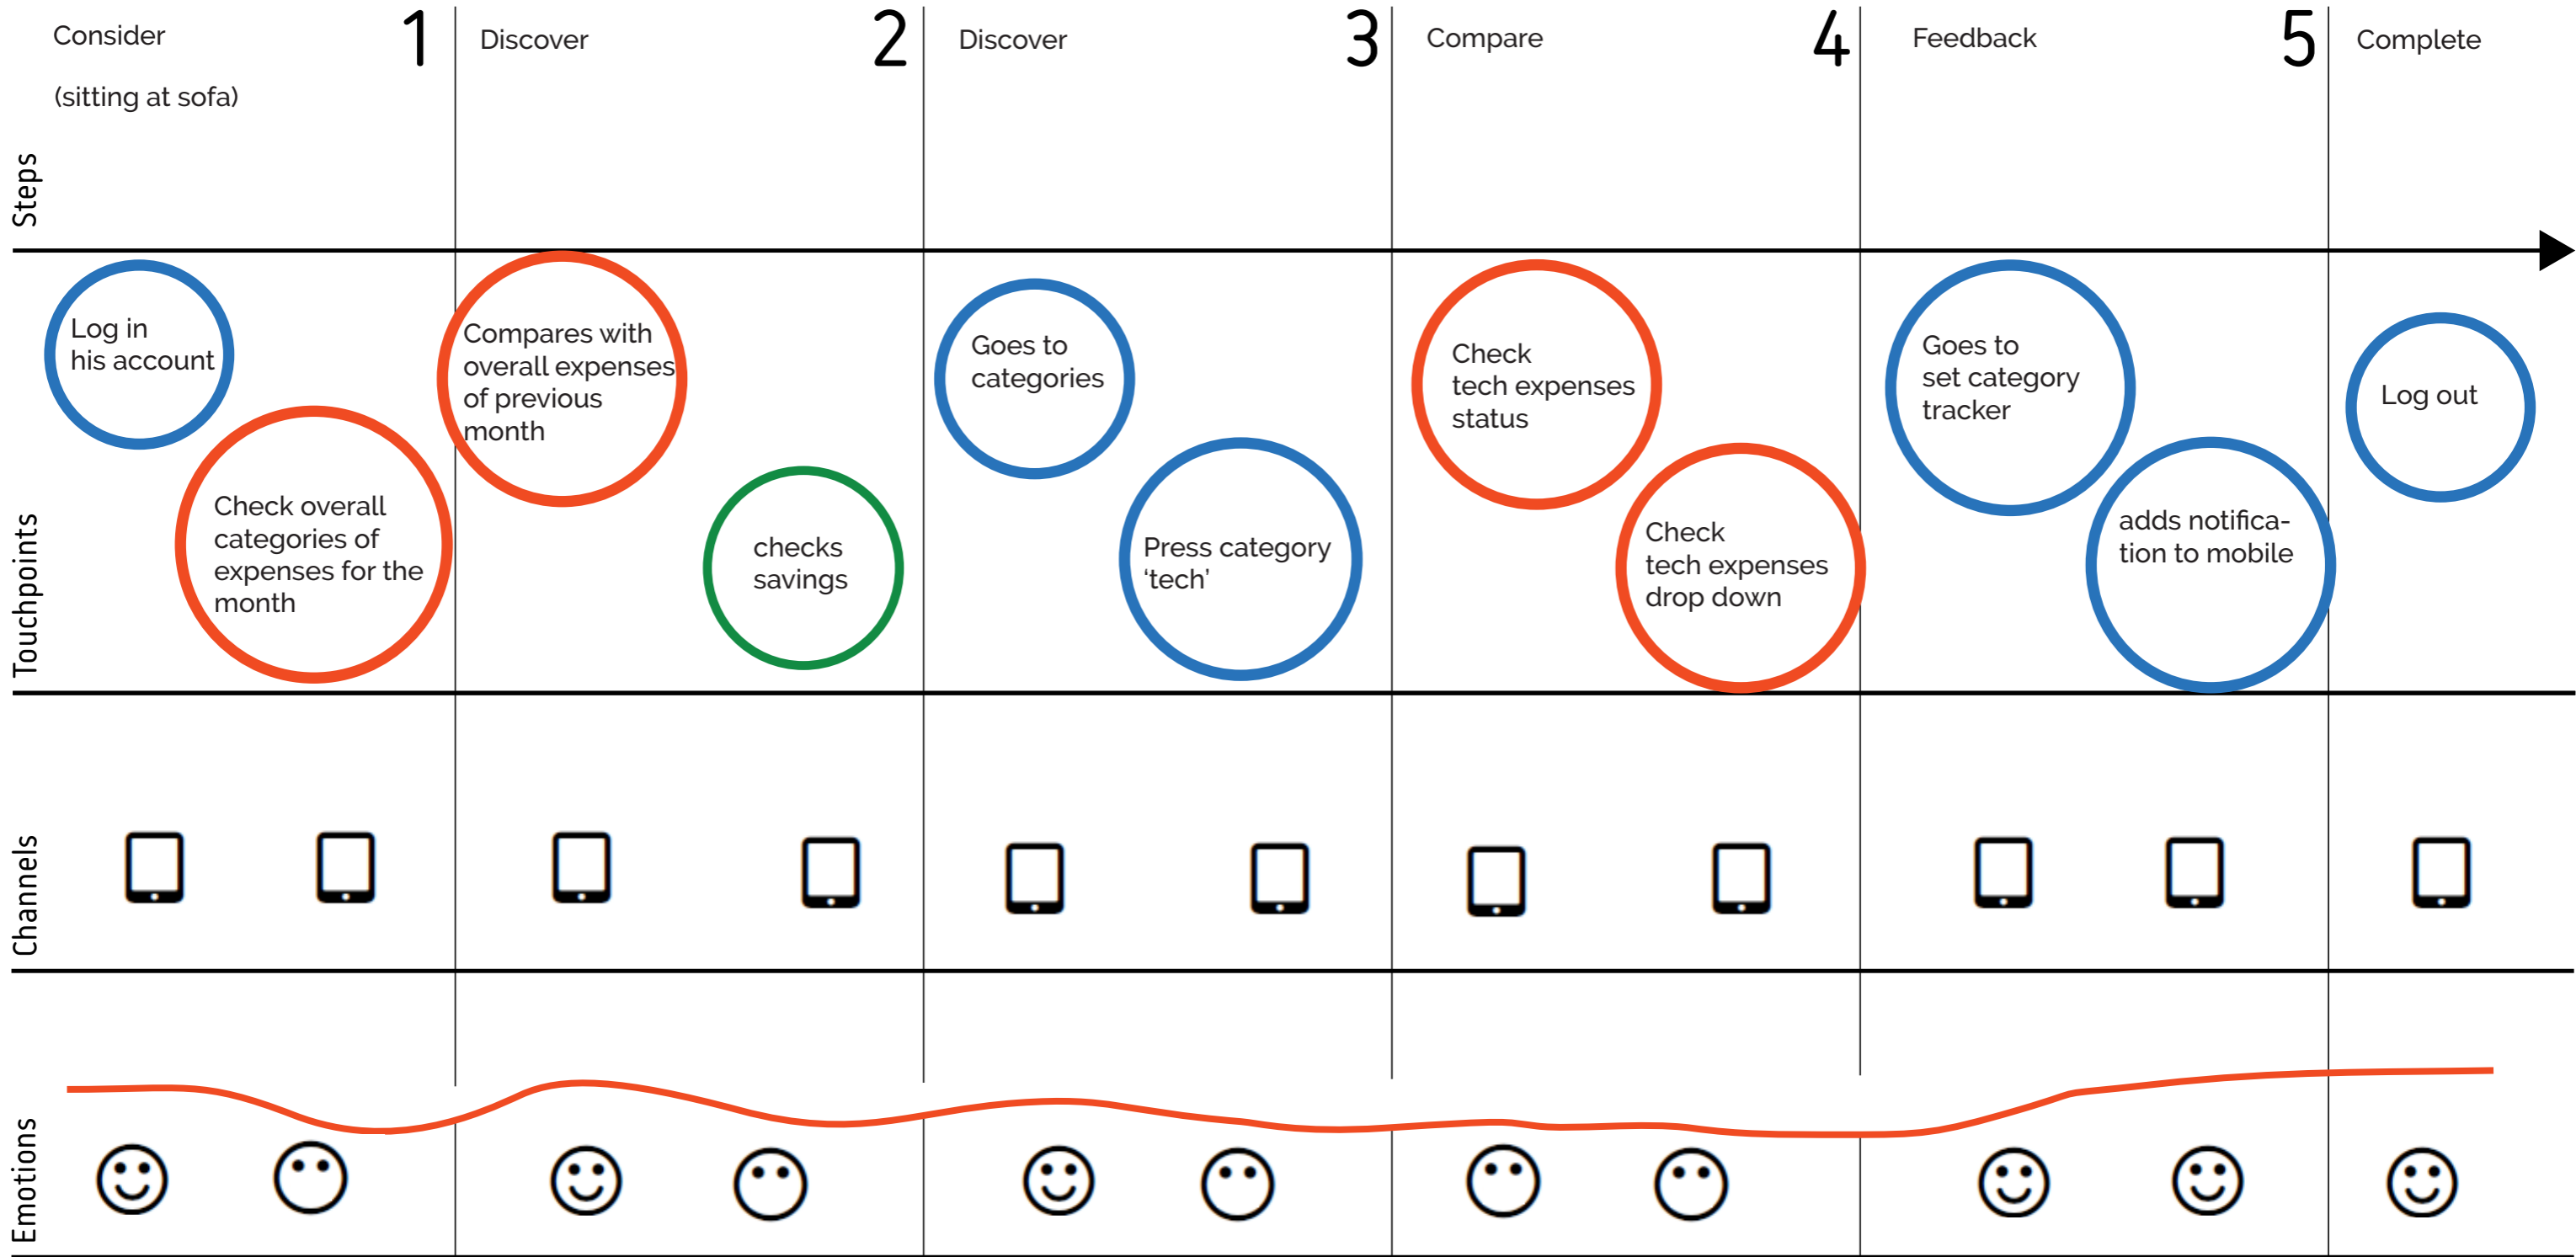 Consider
(sitting at sofa)
1
Discover
2
Discover
3
Compare
4
Feedback
5
Complete
Steps
Log in
his account
Check overall
categories of
expenses for the
month
Compares with
overall expenses
of previous
month
checks
savings
Goes to
categories
Press category
‘tech’
Check
tech expenses
status
Check
tech expenses
drop down
Goes to
set category
tracker
adds notifica-
tion to mobile
Log out
Touchpoints
Channels
Emotions